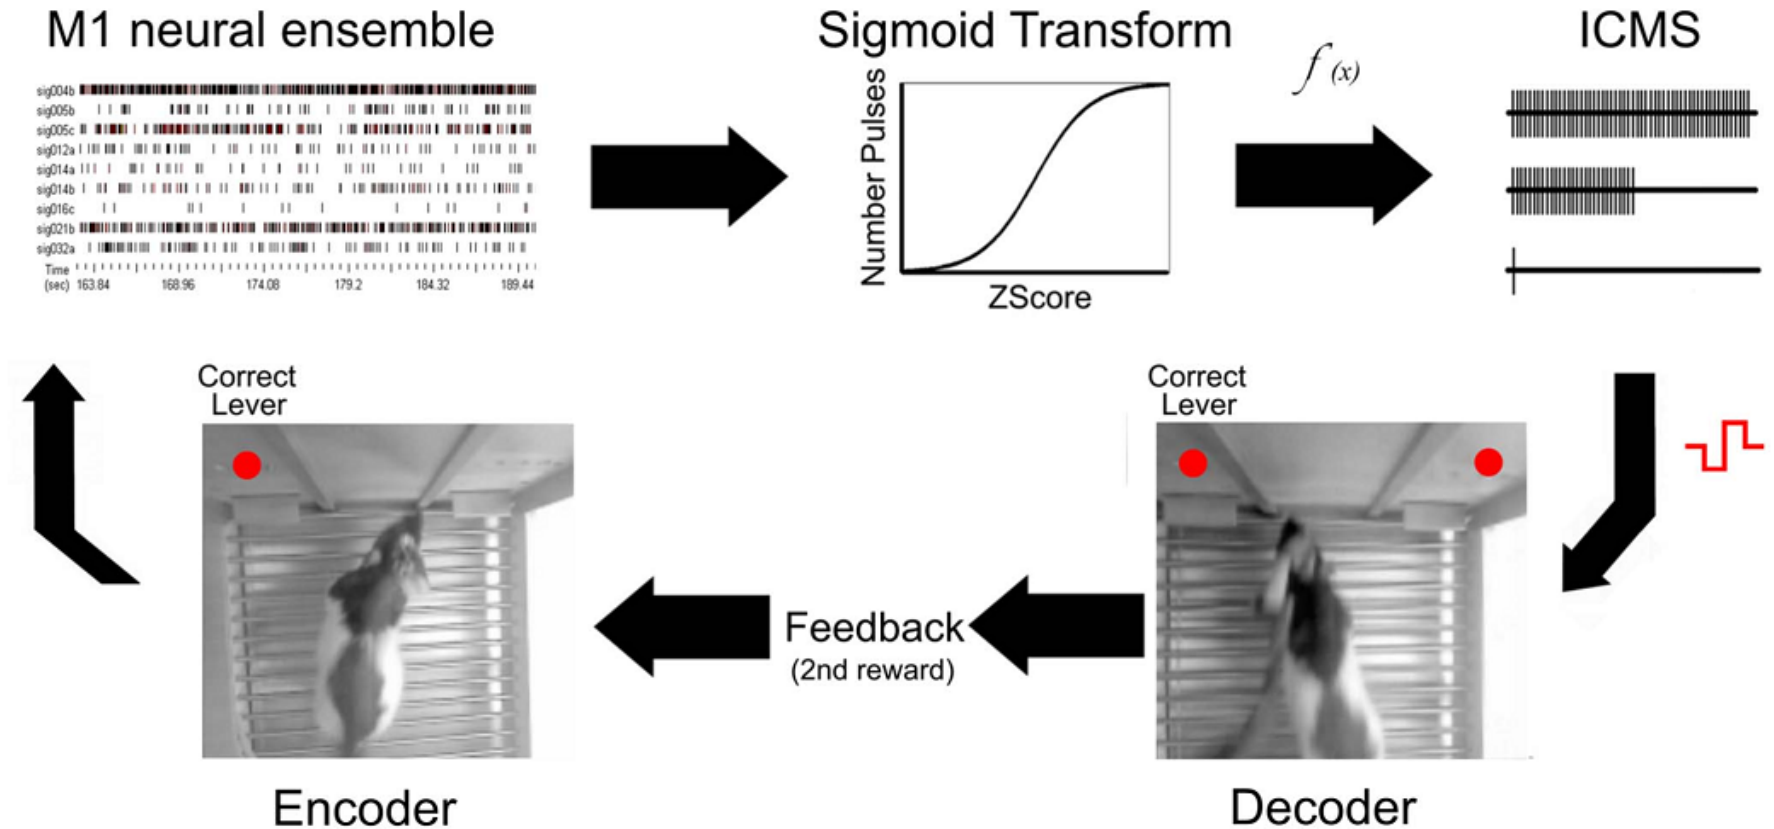 M1 neural ensemble
Sigmoid Transform
ƒ (x)
ICMS
sig004b
sig005b
sig005c
sig012a
sig014a
sig014b
sig016c
sig021b
sig032a
Time
(sec) 163.84 168.96 174.08 179.2 184.32 189.44
Number Pulses
ZScore
Correct
Lever
Correct
Lever
Feedback
(2nd reward)
Encoder
Decoder